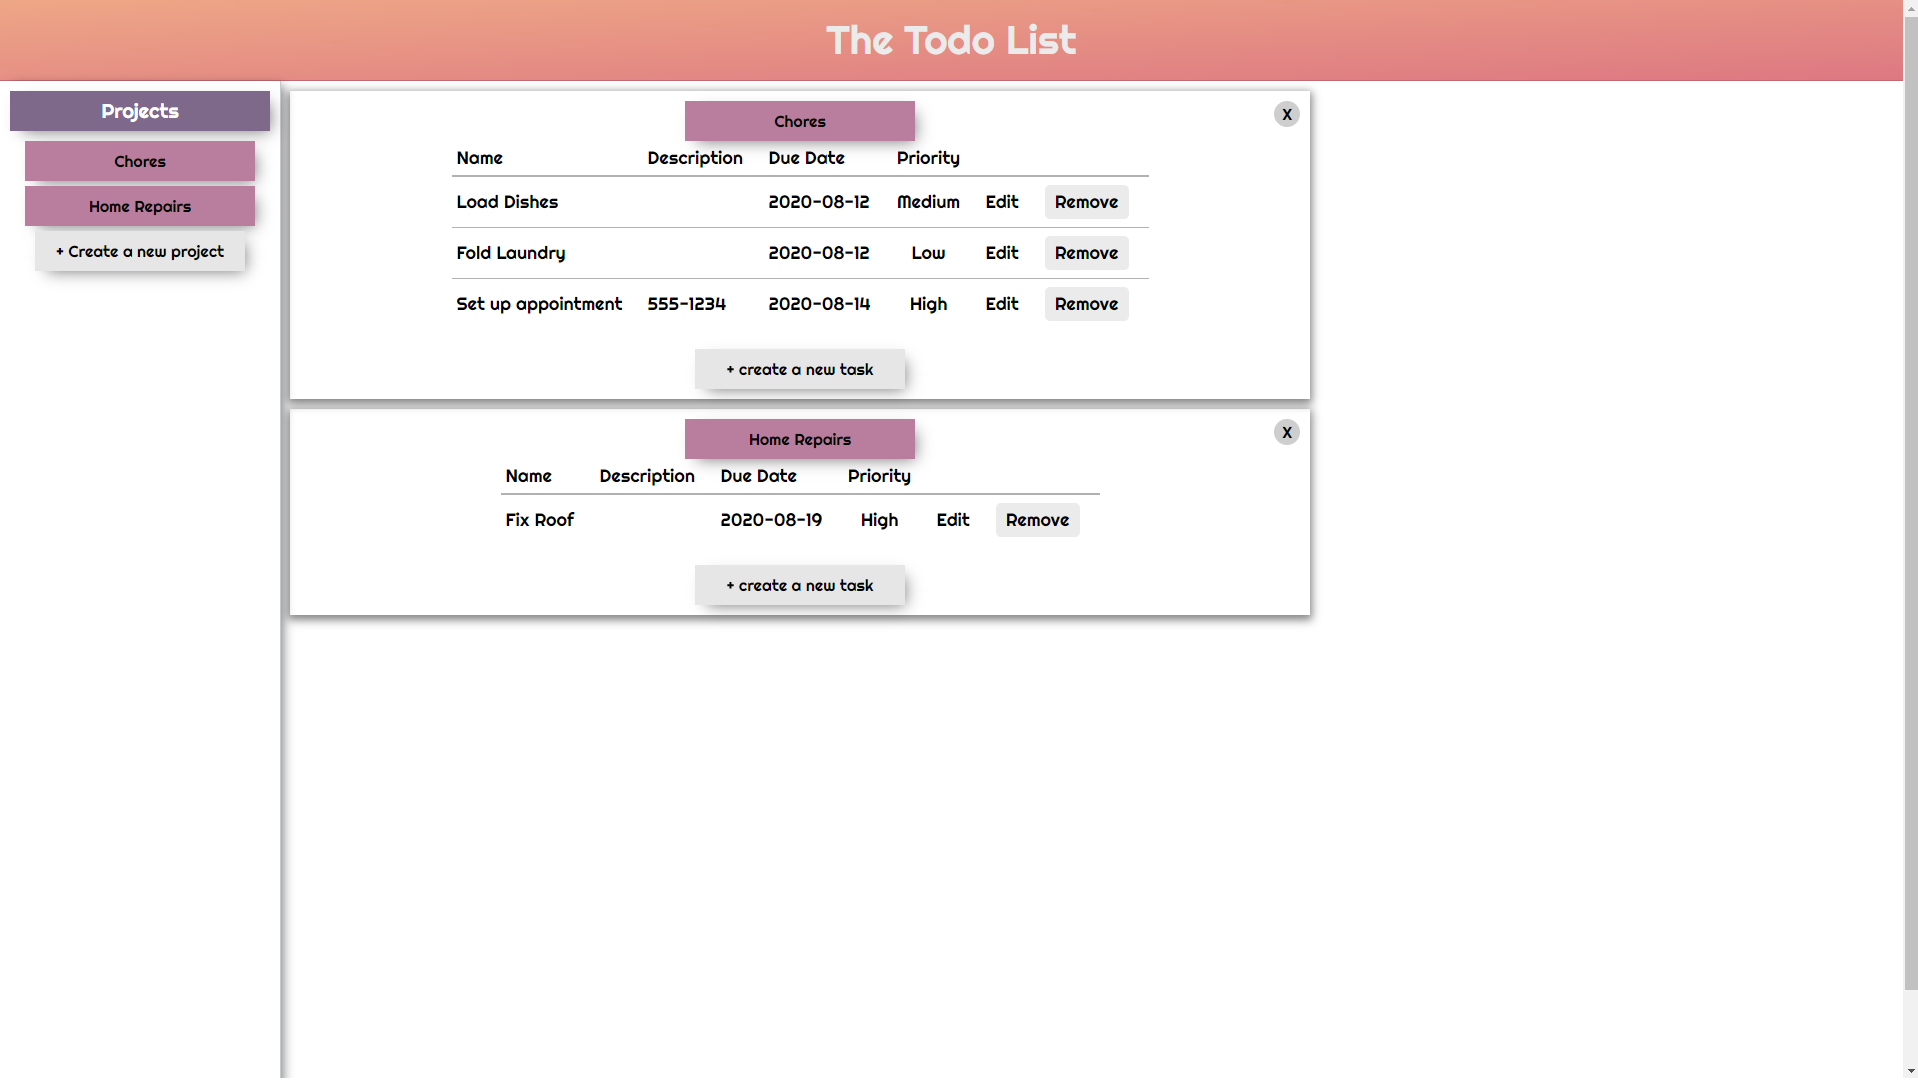 The Todo List
Projects
Chores
Home Repairs
+ Create a new project
Chores
X
Name Description Due Date Priority
Load Dishes 2020-08-12 Medium Edit Remove
Fold Laundry 2020-08-12 Low Edit Remove
Set up appointment 555-1234 2020-08-14 High Edit Remove
+ create a new task
Home Repairs
X
Name Description Due Date Priority
Fix Roof 2020-08-19 High Edit Remove
+ create a new task